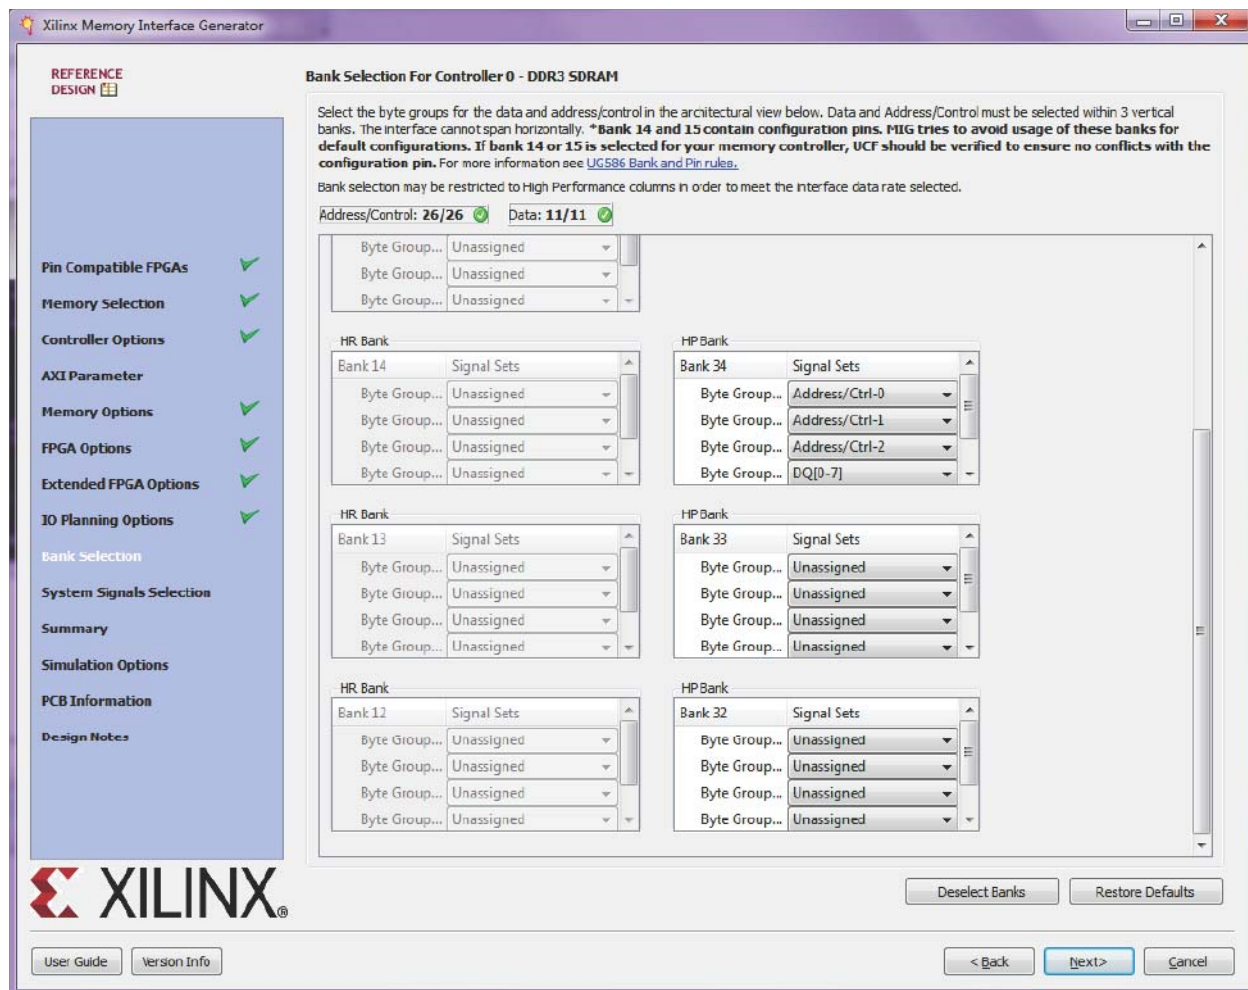 Xilinx Memory Interface Generator
REFERENCE
DESIGN
Pin Compatible FPGAs
Memory Selection
Controller Options
AXI Parameter
Memory Options
FPGA Options
Extended FPGA Options
IO Planning Options
Bank Selection
System Signals Selection
Summary
Simulation Options
PCB Information
Design Notes
XILINX®
Bank Selection For Controller 0 - DDR3 SDRAM
Select the byte groups for the data and address/control in the architectural view below. Data and Address/Control must be selected within 3 vertical
banks. The interface cannot span horizontally. *Bank 14 and 15 contain configuration pins. MIG tries to avoid usage of these banks for
default configurations. If bank 14 or 15 is selected for your memory controller, UCF should be verified to ensure no conflicts with the
configuration pin. For more information see UG586 Bank and Pin rules.
Bank selection may be restricted to High Performance columns in order to meet the interface data rate selected.
Address/Control: 26/26 Data: 11/11
Byte Group... Unassigned
Byte Group... Unassigned
Byte Group... Unassigned
HR Bank
Bank 14 Signal Sets
Byte Group... Unassigned
Byte Group... Unassigned
Byte Group... Unassigned
Byte Group... Unassigned
HP Bank
Bank 34 Signal Sets
Byte Group... Address/Ctrl-0
Byte Group... Address/Ctrl-1
Byte Group... Address/Ctrl-2
Byte Group... DQ[0-7]
HR Bank
Bank 13 Signal Sets
Byte Group... Unassigned
Byte Group... Unassigned
Byte Group... Unassigned
Byte Group... Unassigned
HP Bank
Bank 33 Signal Sets
Byte Group... Unassigned
Byte Group... Unassigned
Byte Group... Unassigned
Byte Group... Unassigned
HR Bank
Bank 12 Signal Sets
Byte Group... Unassigned
Byte Group... Unassigned
Byte Group... Unassigned
Byte Group... Unassigned
HP Bank
Bank 32 Signal Sets
Byte Group... Unassigned
Byte Group... Unassigned
Byte Group... Unassigned
Byte Group... Unassigned
Deselect Banks Restore Defaults
User Guide Version Info < Back Next> Cancel